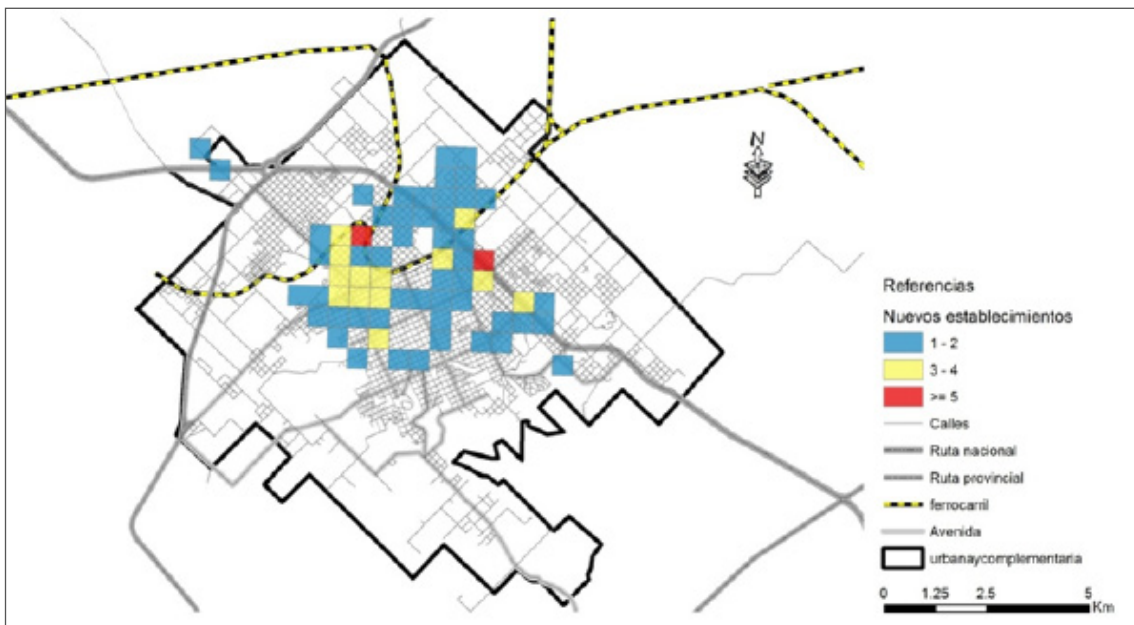 N
Referencias
Nuevos establecimientos
1 - 2
3 - 4
>= 5
Calles
Ruta nacional
Ruta provincial
ferrocarril
Avenida
urbanaycomplementaria
0 1.25 2.5 5
Km